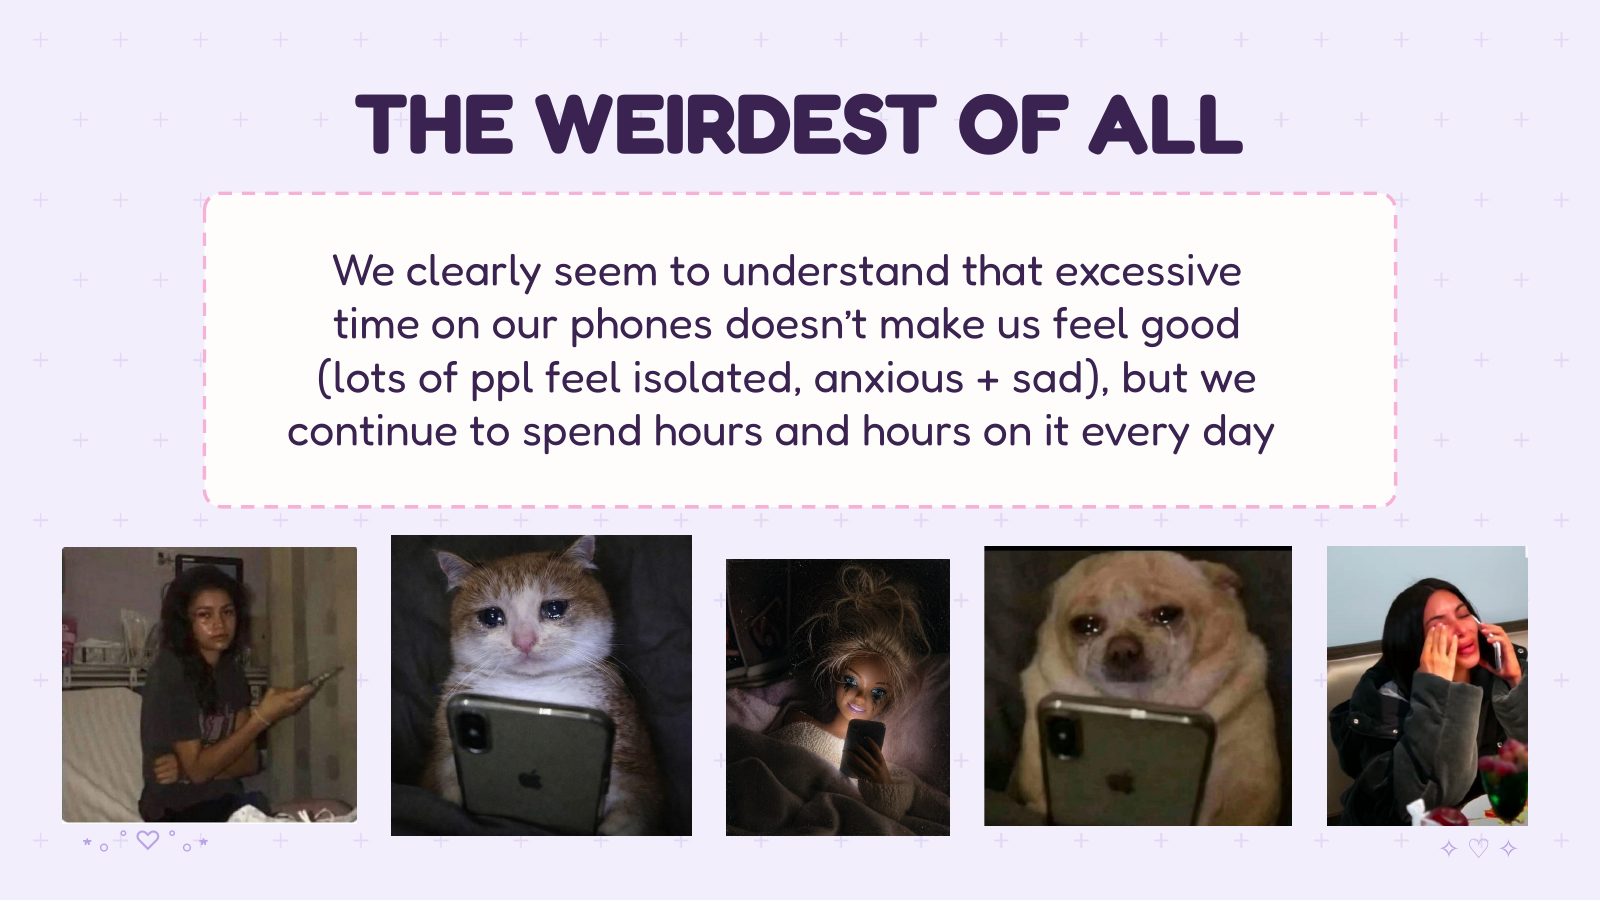 THE WEIRDEST OF ALL
We clearly seem to understand that excessive
time on our phones doesn’t make us feel good
(lots of ppl feel isolated, anxious + sad), but we
continue to spend hours and hours on it every day